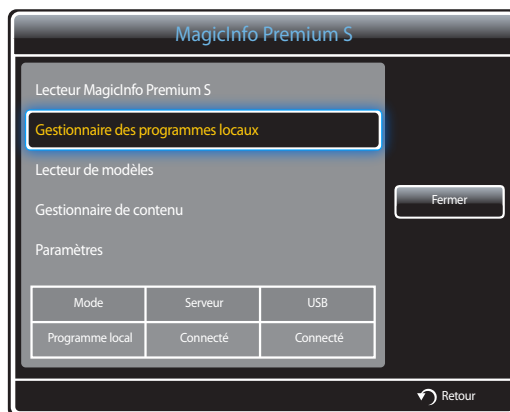 MagicInfo Premium S
Lecteur MagicInfo Premium S
Gestionnaire des programmes locaux
Lecteur de modèles
Gestionnaire de contenu
Paramètres
Fermer
Mode Serveur USB
Programme local Connecté Connecté
Retour